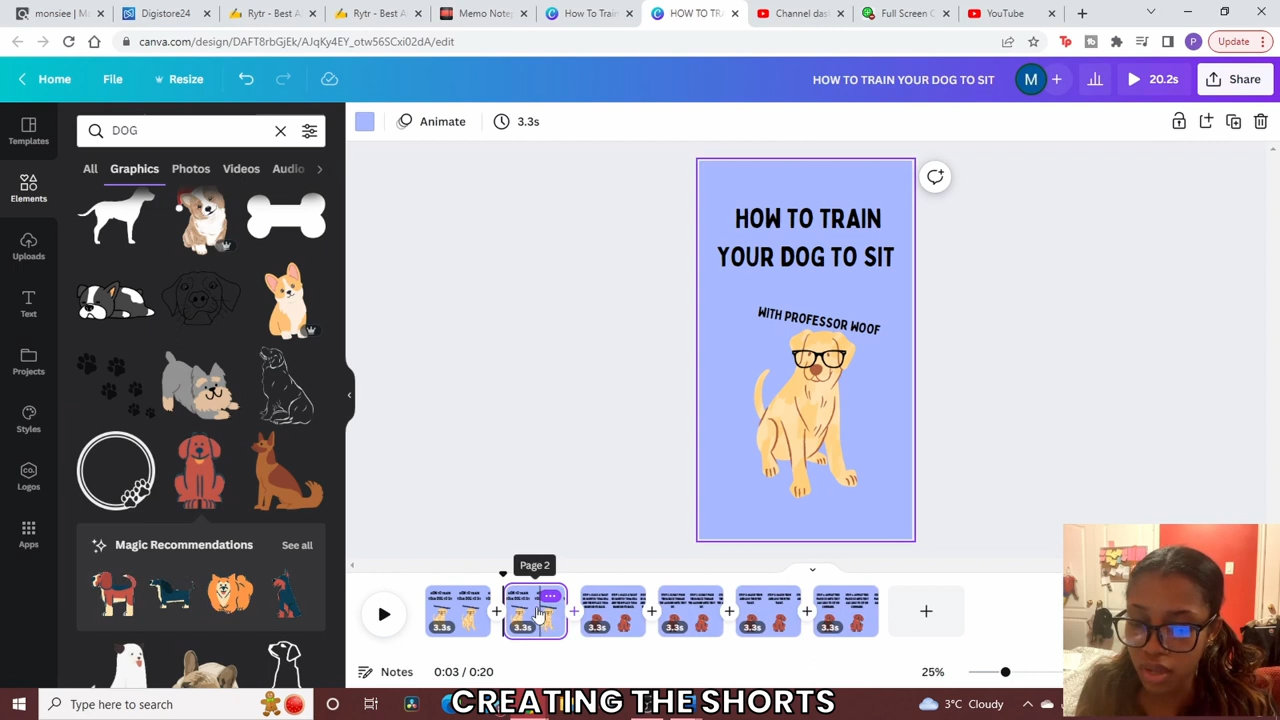 monsiee | M
Digistore24
Rytr - Best A
Rytr - Best A
Memo Notep
How To Train
HOW TO TRA
Channel das
Full Screen C
YouTube
canva.com/design/DAFT8rbGjEk/AJqKy4EY_otw56SCxi02dA/edit
Update
Home
File
Resize
HOW TO TRAIN YOUR DOG TO SIT
M
20.2s
Share
Templates
Elements
Uploads
Text
Projects
Styles
Logos
Apps
DOG
All
Graphics
Photos
Videos
Audio
Magic Recommendations
See all
Animate
3.3s
HOW TO TRAIN
YOUR DOG TO SIT
WITH PROFESSOR WOOF
Page 2
3.3s
3.3s
3.3s
3.3s
3.3s
3.3s
Notes
0:03 / 0:20
25%
Type here to search
CREATING THE SHORTS
3°C Cloudy